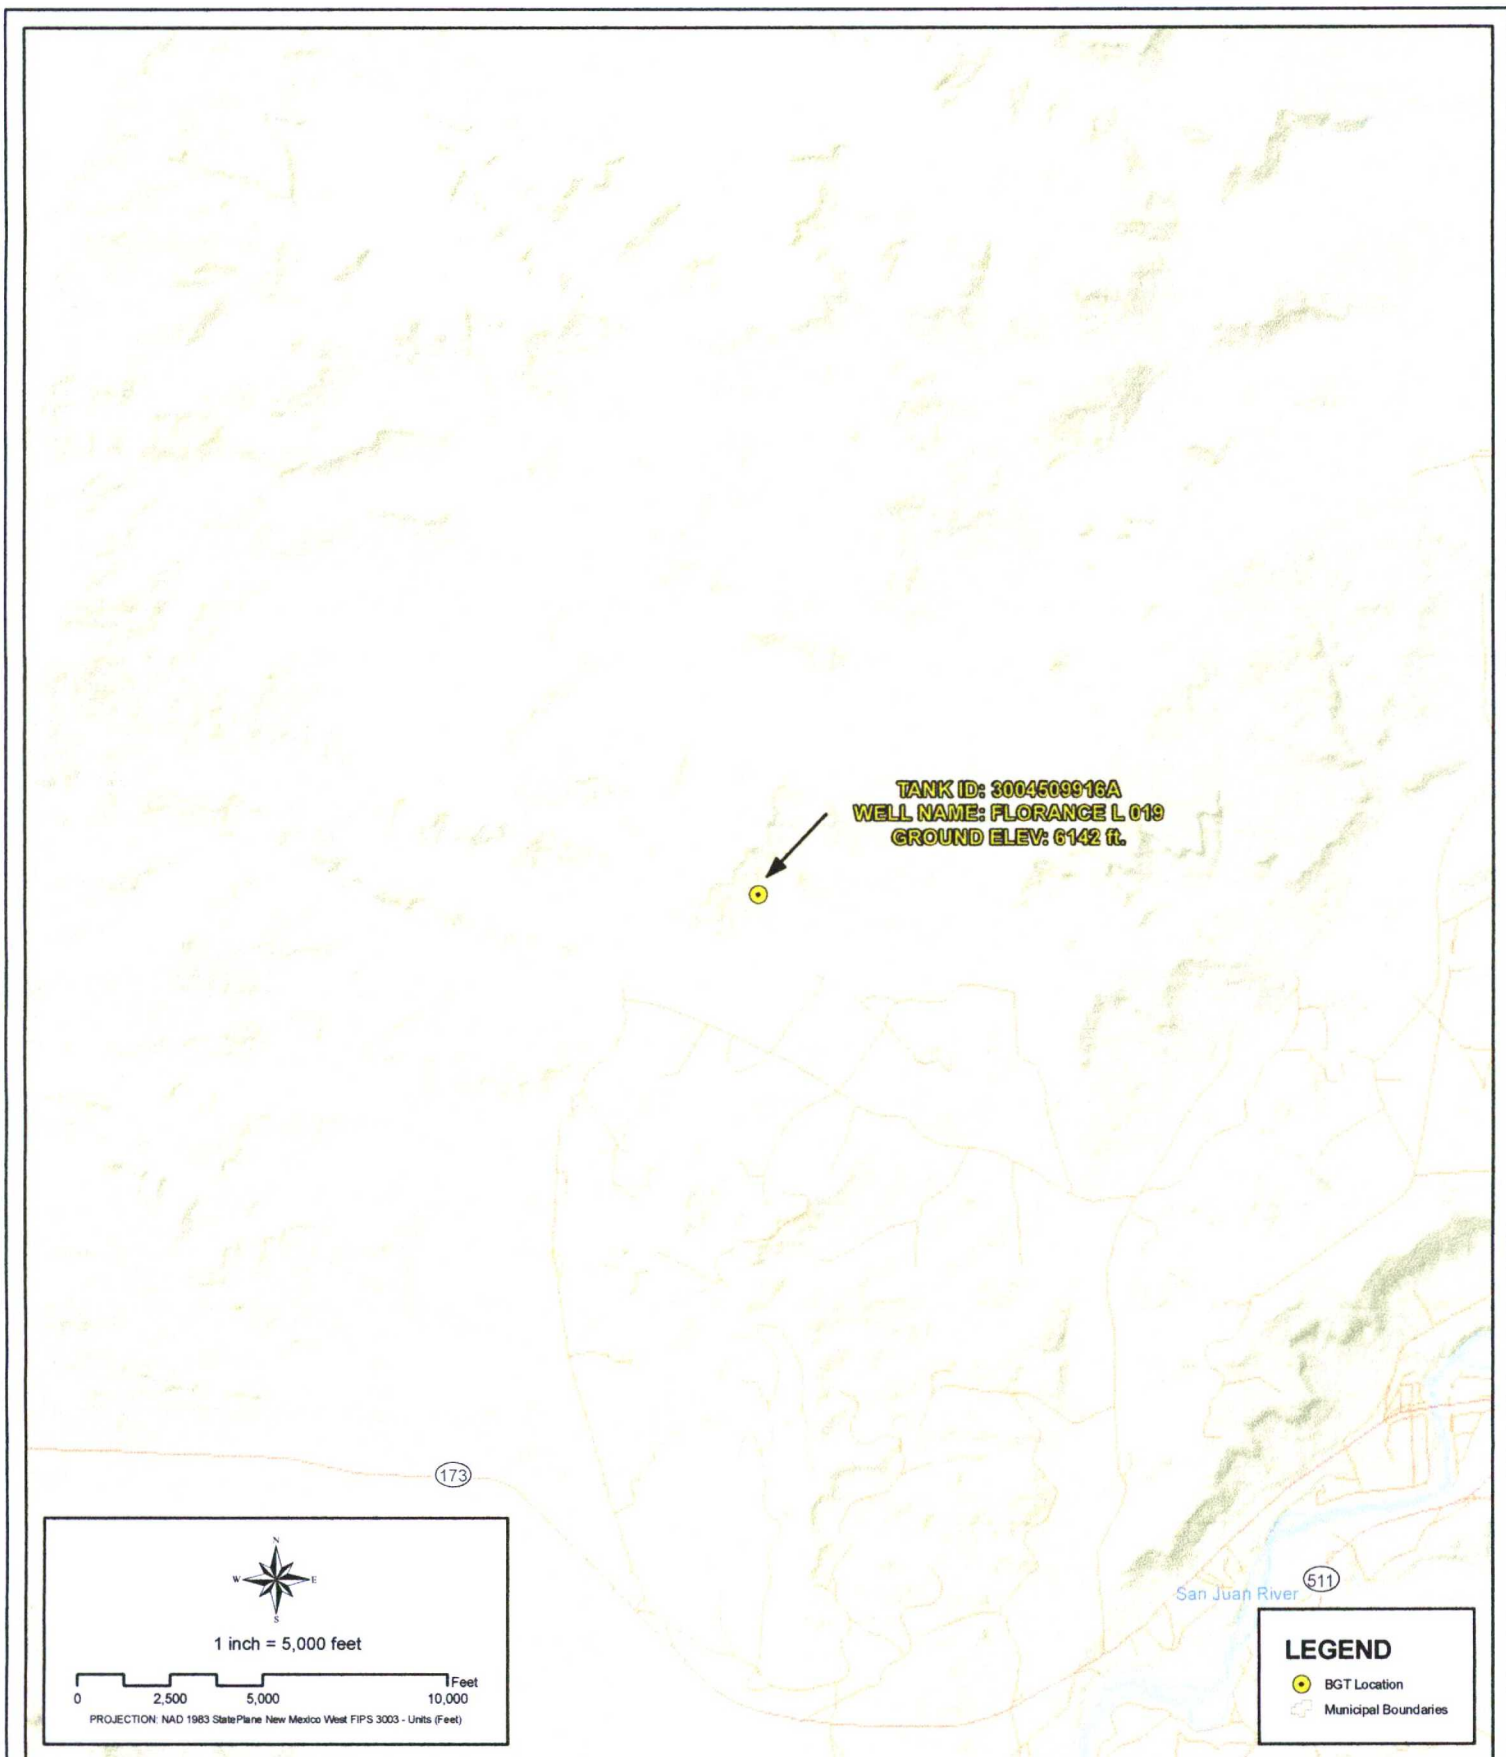 TANK ID: 3004509916A
WELL NAME: FLORANCE L 019
GROUND ELEV: 6142 ft.
173
511
San Juan River
N
W E
S
1 inch = 5,000 feet
Feet
0 2,500 5,000 10,000
PROJECTION: NAD 1983 StatePlane New Mexico West FIPS 3003 - Units (Feet)
LEGEND
BGT Location
Municipal Boundaries